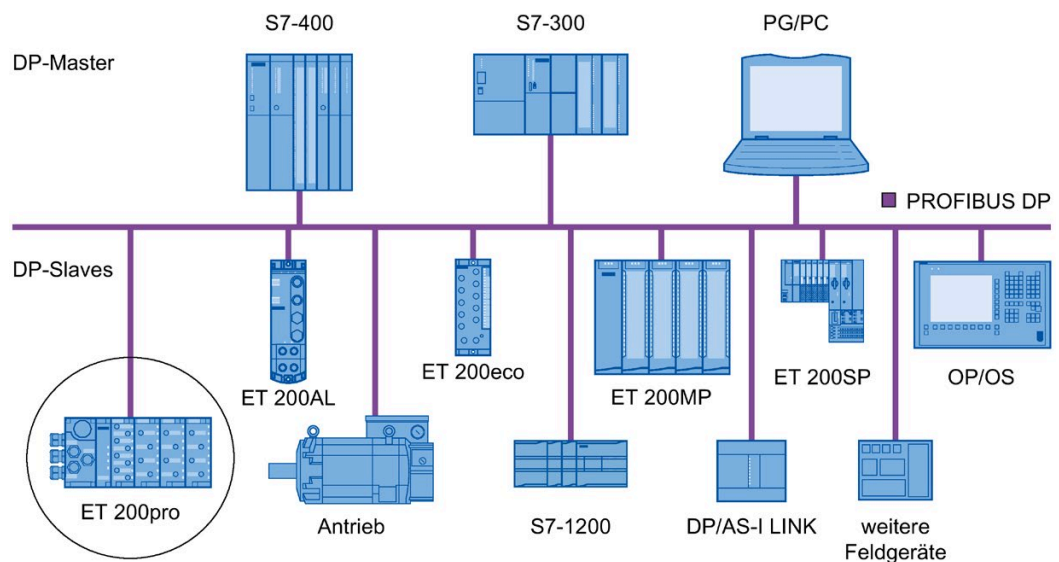 S7-400
S7-300
PG/PC
DP-Master
PROFIBUS DP
DP-Slaves
ET 200AL
ET 200eco
ET 200MP
ET 200SP
OP/OS
ET 200pro
Antrieb
S7-1200
DP/AS-I LINK
weitere
Feldgeräte